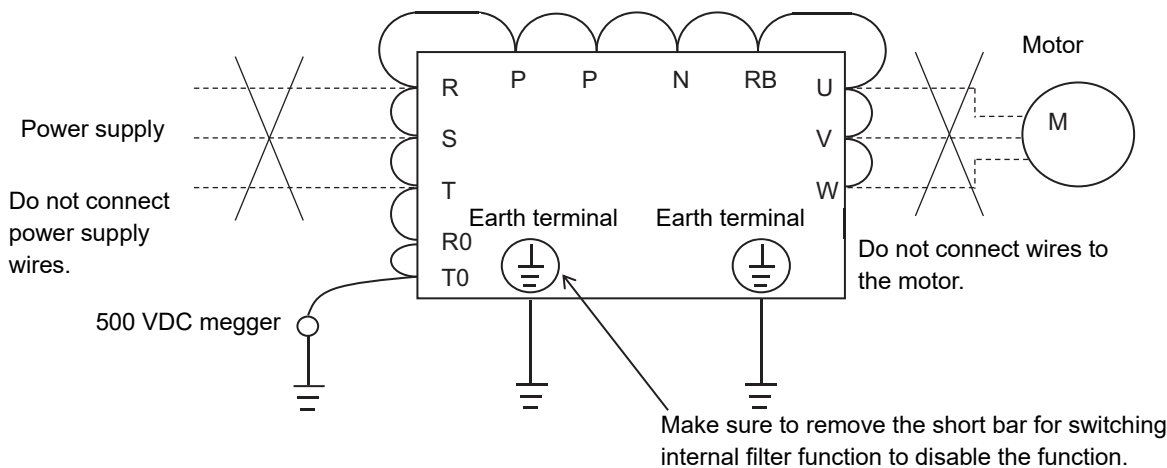 Motor
R P P N RB U
M
Power supply
S V
Do not connect
power supply
wires.
T W
Earth terminal Earth terminal
R0
T0
Do not connect wires to
the motor.
500 VDC megger
Make sure to remove the short bar for switching
internal filter function to disable the function.